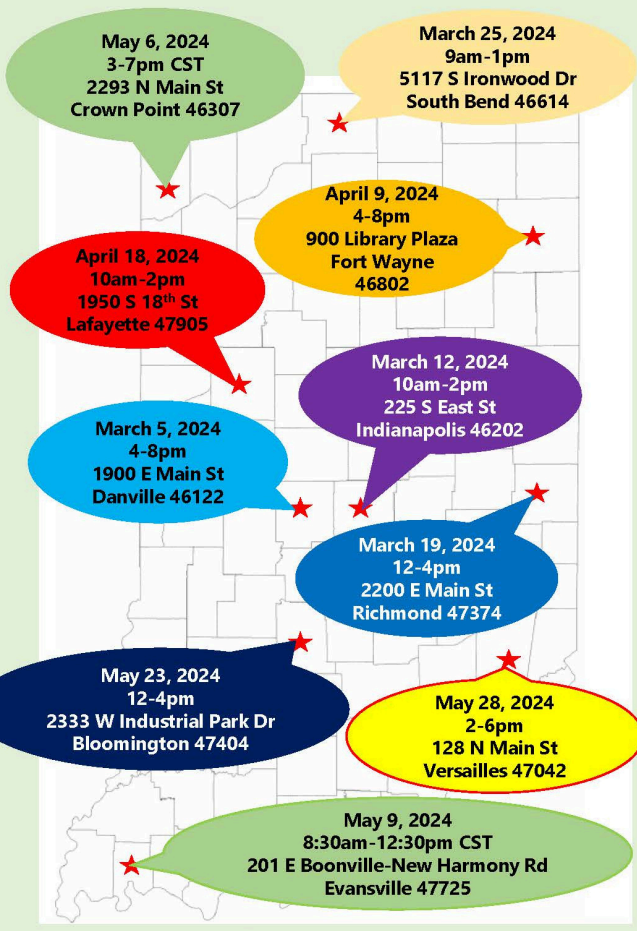 May 6, 2024
3-7pm CST
2293 N Main St
Crown Point 46307
March 25, 2024
9am-1pm
5117 S Ironwood Dr
South Bend 46614
April 9, 2024
4-8pm
900 Library Plaza
Fort Wayne
46802
April 18, 2024
10am-2pm
1950 S 18th St
Lafayette 47905
March 12, 2024
10am-2pm
225 S East St
Indianapolis 46202
March 5, 2024
4-8pm
1900 E Main St
Danville 46122
March 19, 2024
12-4pm
2200 E Main St
Richmond 47374
May 23, 2024
12-4pm
2333 W Industrial Park Dr
Bloomington 47404
May 28, 2024
2-6pm
128 N Main St
Versailles 47042
May 9, 2024
8:30am-12:30pm CST
201 E Boonville-New Harmony Rd
Evansville 47725